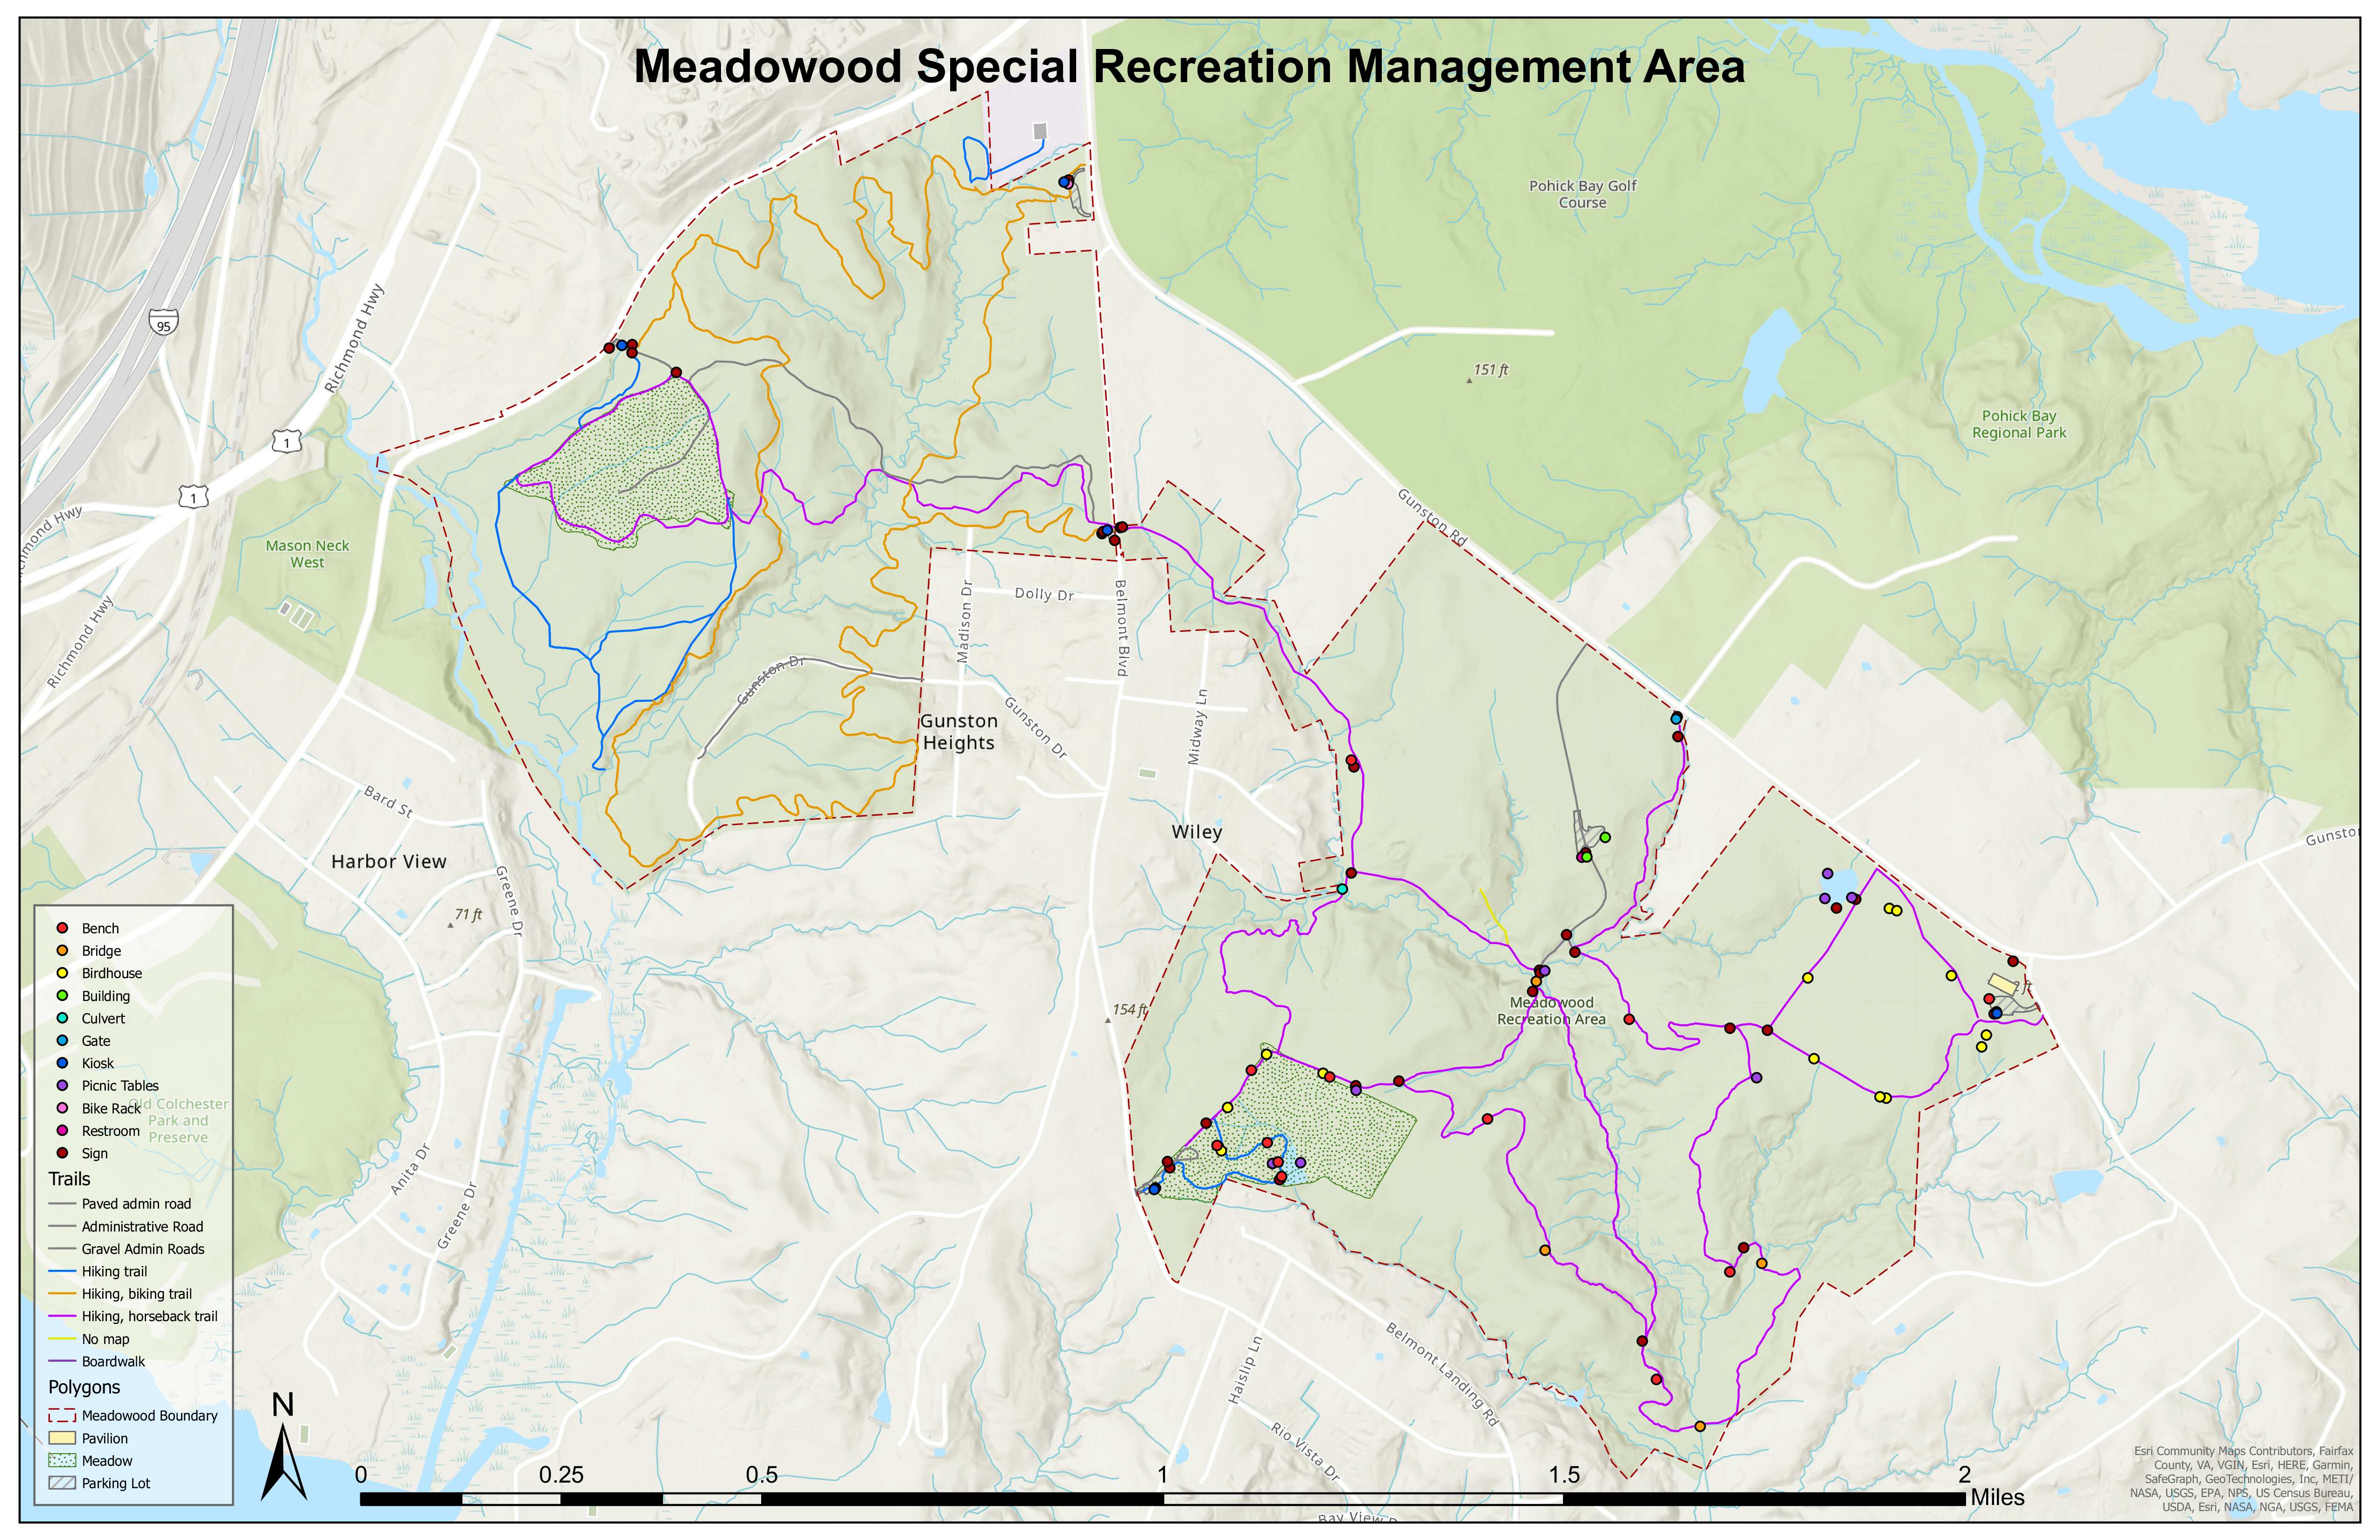 Meadowood Special Recreation Management Area
Pohick Bay Golf
Course
95
Richmond Hwy
151 ft
Pohick Bay
Regional Park
1
1
Gunston Rd
Richmond Hwy
Mason Neck
West
Richmond Hwy
Dolly Dr
Madison Dr
Belmont Blvd
Gunston Dr
Gunston Dr
Midway Ln
Gunston
Heights
Bard St
Wiley
Harbor View
Greene Dr
71 ft
154 ft
Meadowood
Recreation Area
2 ft
Old Colchester
Park and
Preserve
Anita Dr
Greene Dr
Haislip Ln
Belmont Landing Rd
Rio Vista Dr
Bay View D
Bench
Bridge
Birdhouse
Building
Culvert
Gate
Kiosk
Picnic Tables
Bike Rack
Restroom
Sign
Trails
Paved admin road
Administrative Road
Gravel Admin Roads
Hiking trail
Hiking, biking trail
Hiking, horseback trail
No map
Boardwalk
Polygons
Meadowood Boundary
Pavilion
Meadow
Parking Lot
N
0 0.25 0.5 1 1.5 2 Miles
Esri Community Maps Contributors, Fairfax
County, VA, VGIN, Esri, HERE, Garmin,
SafeGraph, GeoTechnologies, Inc, METI/
NASA, USGS, EPA, NPS, US Census Bureau,
USDA, Esri, NASA, NGA, USGS, FEMA